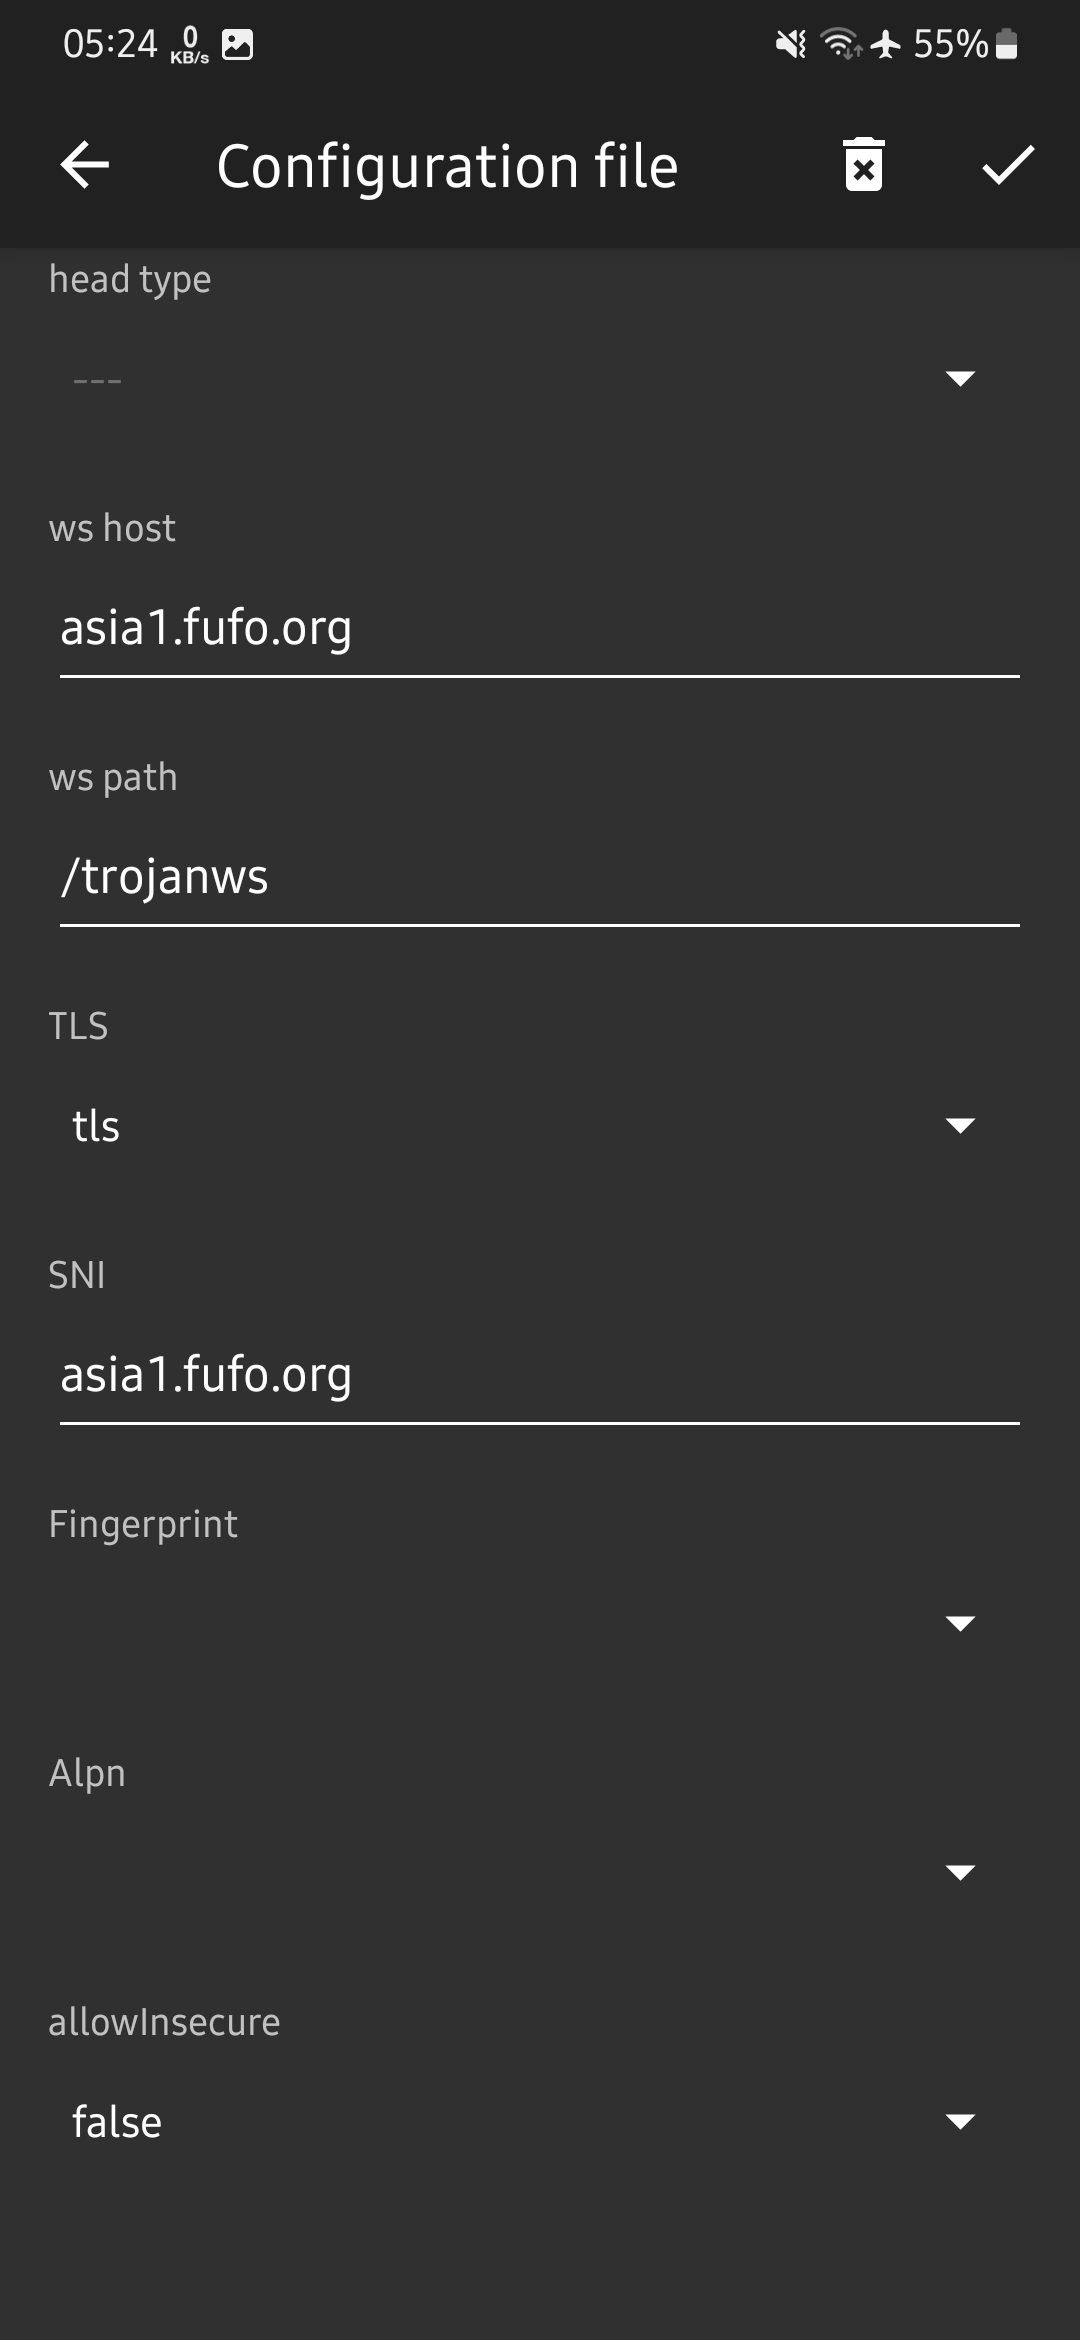 05:24 0 KB/s 55%
Configuration file
head type
---
ws host
asia1.fufo.org
ws path
/trojanws
TLS
tls
SNI
asia1.fufo.org
Fingerprint
Alpn
allowInsecure
false